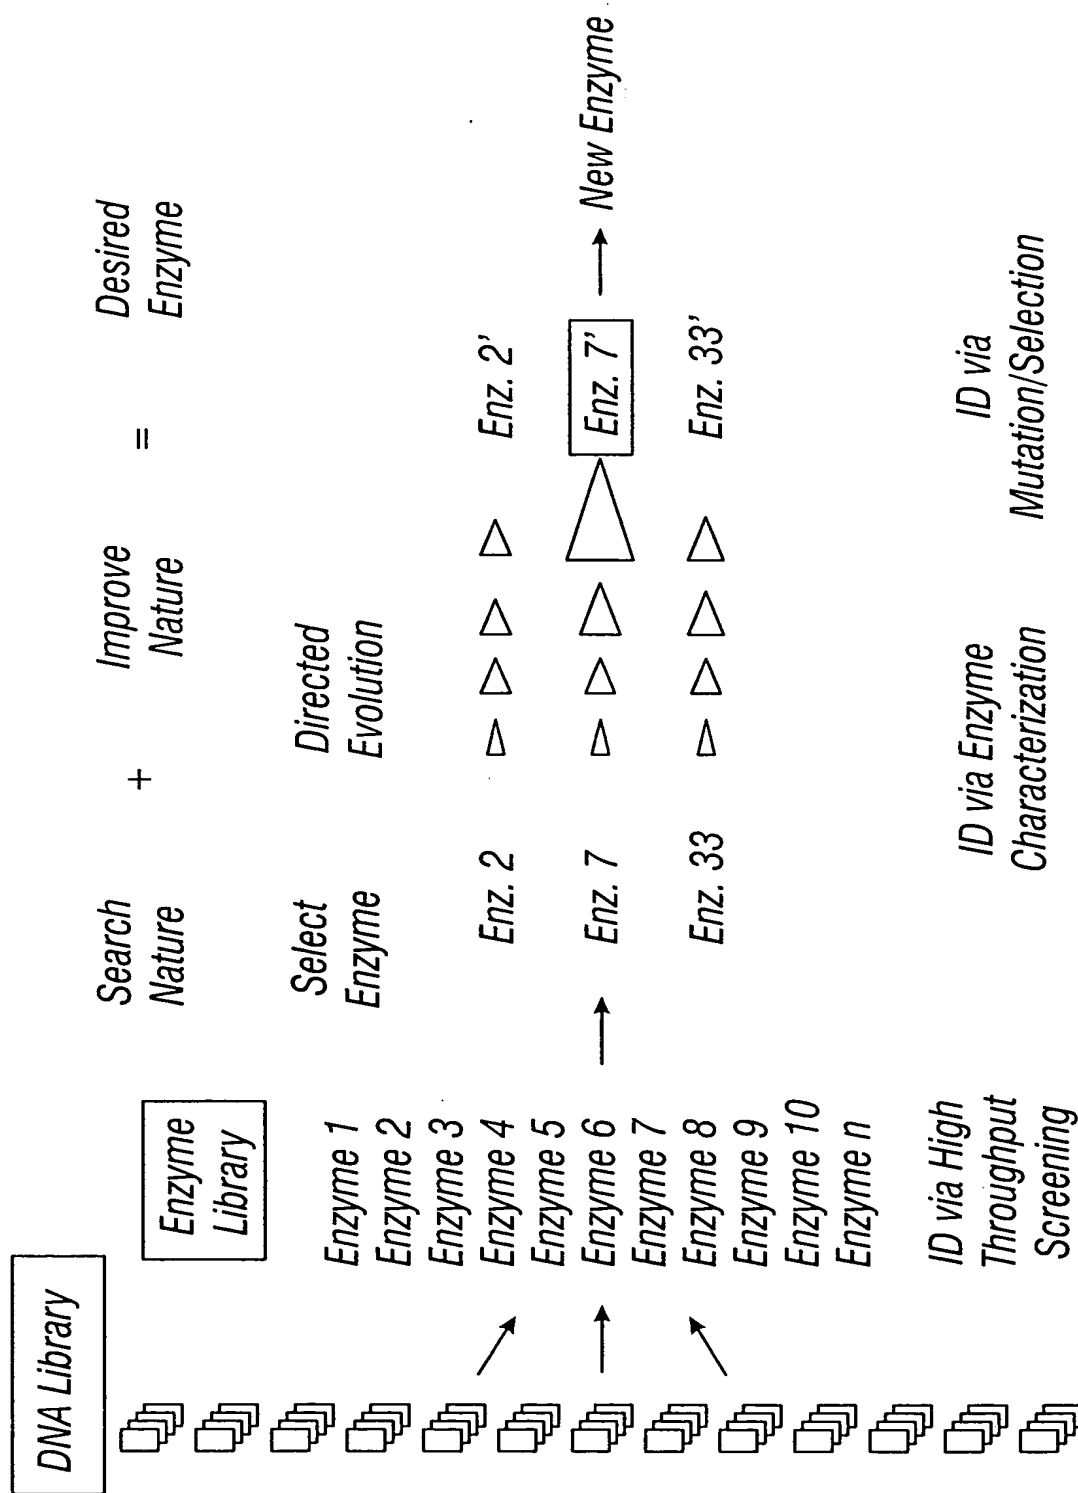 DNA Library
Enzyme
Library
Enzyme 1
Enzyme 2
Enzyme 3
Enzyme 4
Enzyme 5
Enzyme 6
Enzyme 7
Enzyme 8
Enzyme 9
Enzyme 10
Enzyme n
ID via High
Throughput
Screening
Search
Nature
+
Improve
Nature
=
Desired
Enzyme
Select
Enzyme
Directed
Evolution
Enz. 2
Enz. 7
Enz. 33
Enz. 2'
Enz. 7'
Enz. 33'
New Enzyme
ID via Enzyme
Characterization
ID via
Mutation/Selection